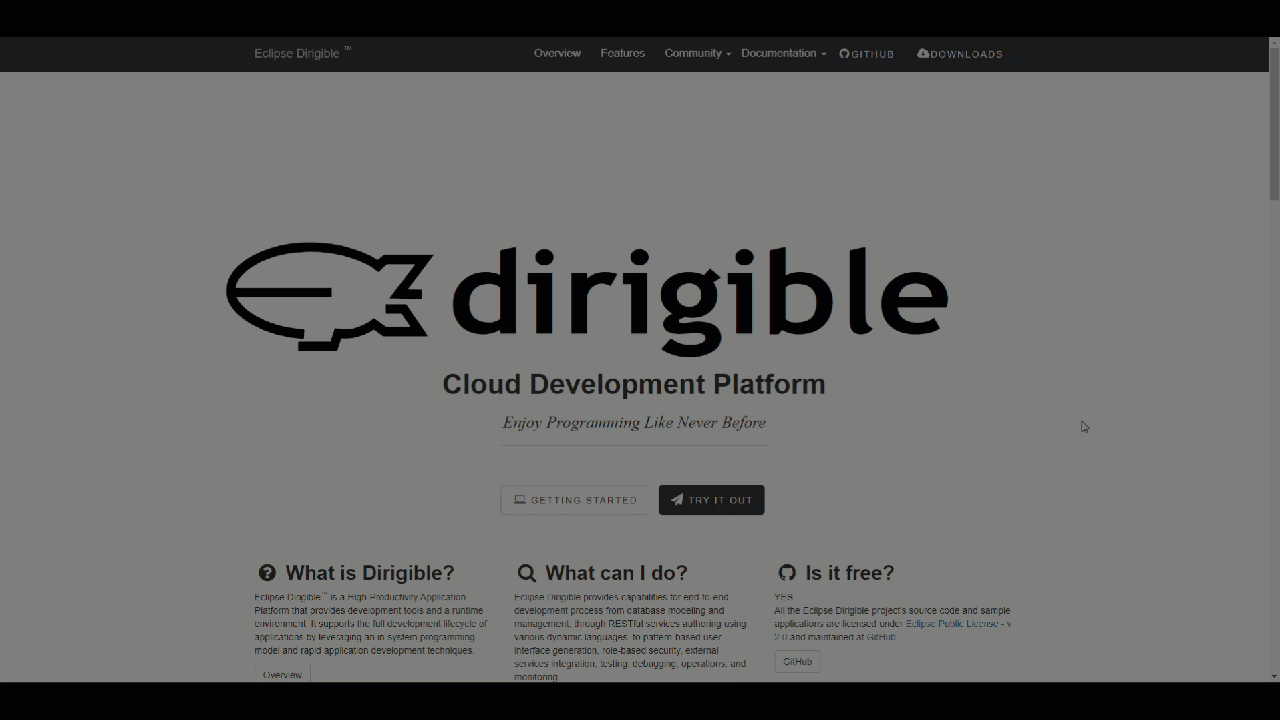 Eclipse Dirigible ™
Overview Features Community Documentation GITHUB DOWNLOADS
dirigible
Cloud Development Platform
Enjoy Programming Like Never Before
GETTING STARTED TRY IT OUT
What is Dirigible?
Eclipse Dirigible™ is a High-Productivity Application
Platform that provides development tools and a runtime
environment. It supports the full development lifecycle of
applications by leveraging an in-system programming
model and rapid application development techniques.
Overview
What can I do?
Eclipse Dirigible provides capabilities for end-to-end
development process from database modeling and
management, through RESTful services authoring using
various dynamic languages, to pattern based user
interface generation, role-based security, external
services integration, testing, debugging, operations, and
monitoring.
Is it free?
YES
All the Eclipse Dirigible project's source code and sample
applications are licensed under Eclipse Public License - v
2.0 and maintained at GitHub.
GitHub